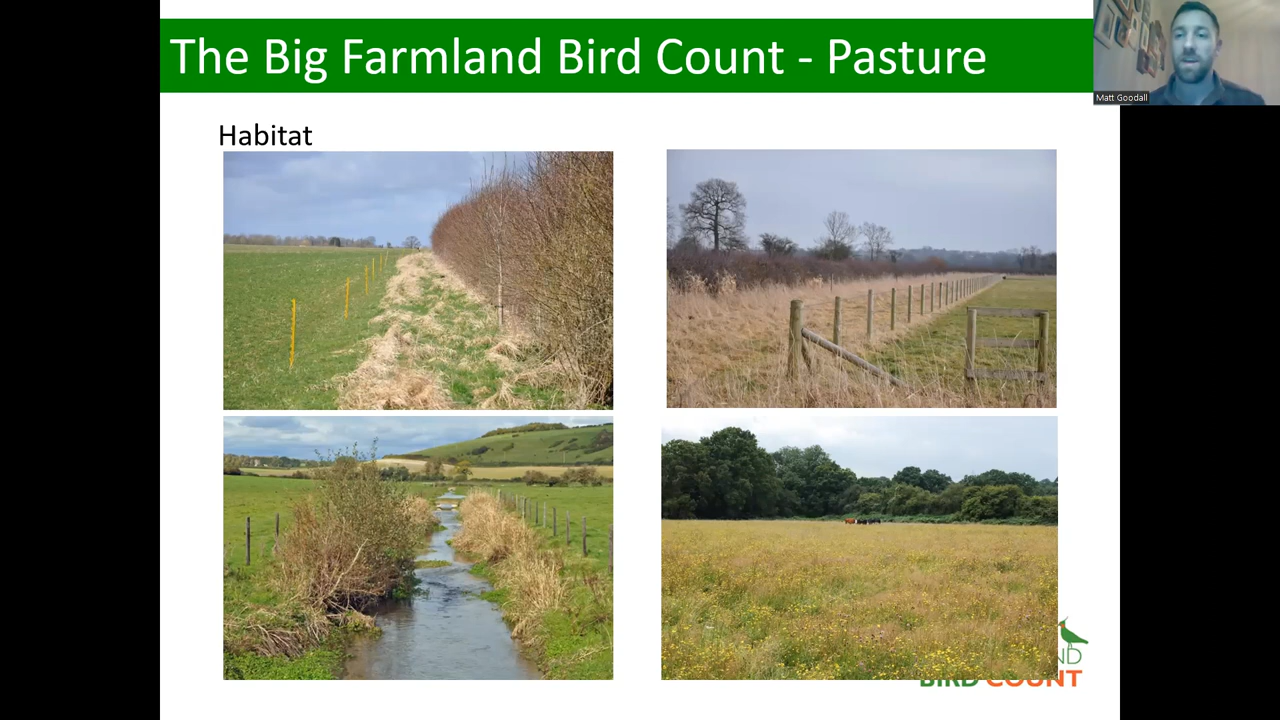 The Big Farmland Bird Count - Pasture
Matt Goodall
Habitat
BIRD COUNT